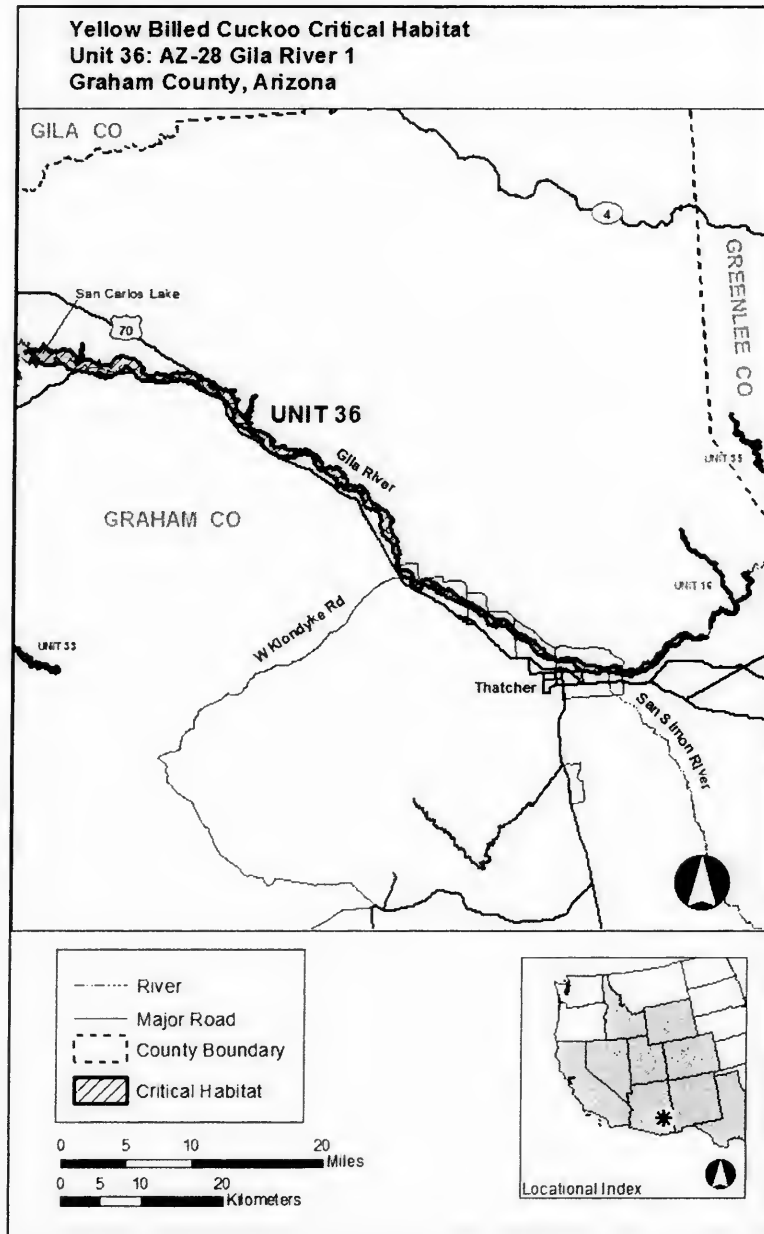 Yellow Billed Cuckoo Critical Habitat
Unit 36: AZ-28 Gila River 1
Graham County, Arizona
GILA CO
4
GREENLEE CO
San Carlos Lake
70
UNIT 36
Gila River
UNIT 35
GRAHAM CO
UNIT 36
W Klondyke Rd
UNIT 33
Thatcher
San Simon River
River
Major Road
County Boundary
Critical Habitat
0 5 10 20
Miles
0 5 10 20
Kilometers
Locational Index